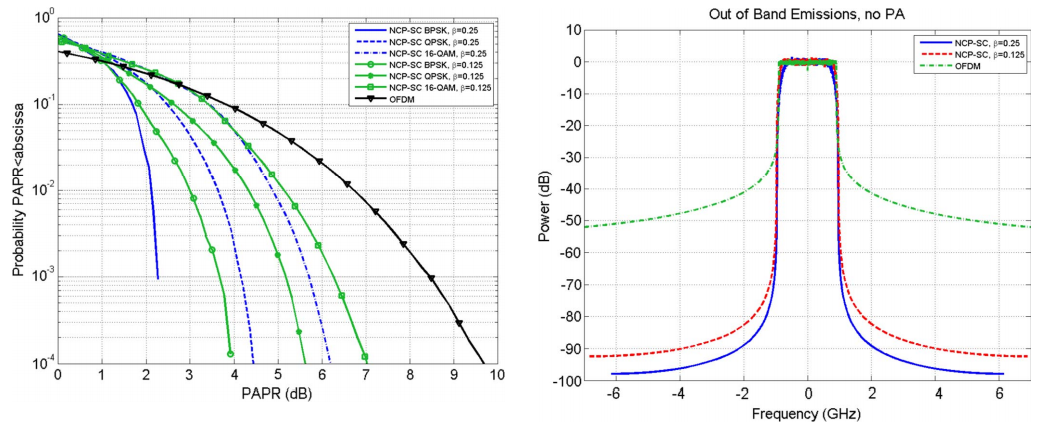 NCP-SC BPSK, β=0.25
NCP-SC QPSK, β=0.25
NCP-SC 16-QAM, β=0.25
NCP-SC BPSK, β=0.125
NCP-SC QPSK, β=0.125
NCP-SC 16-QAM, β=0.125
OFDM
Probability PAPR<abscissa
10^0
10^-1
10^-2
10^-3
10^-4
0 1 2 3 4 5 6 7 8 9 10
PAPR (dB)
Out of Band Emissions, no PA
NCP-SC, β=0.25
NCP-SC, β=0.125
OFDM
Power (dB)
10
0
-10
-20
-30
-40
-50
-60
-70
-80
-90
-100
-6 -4 -2 0 2 4 6
Frequency (GHz)